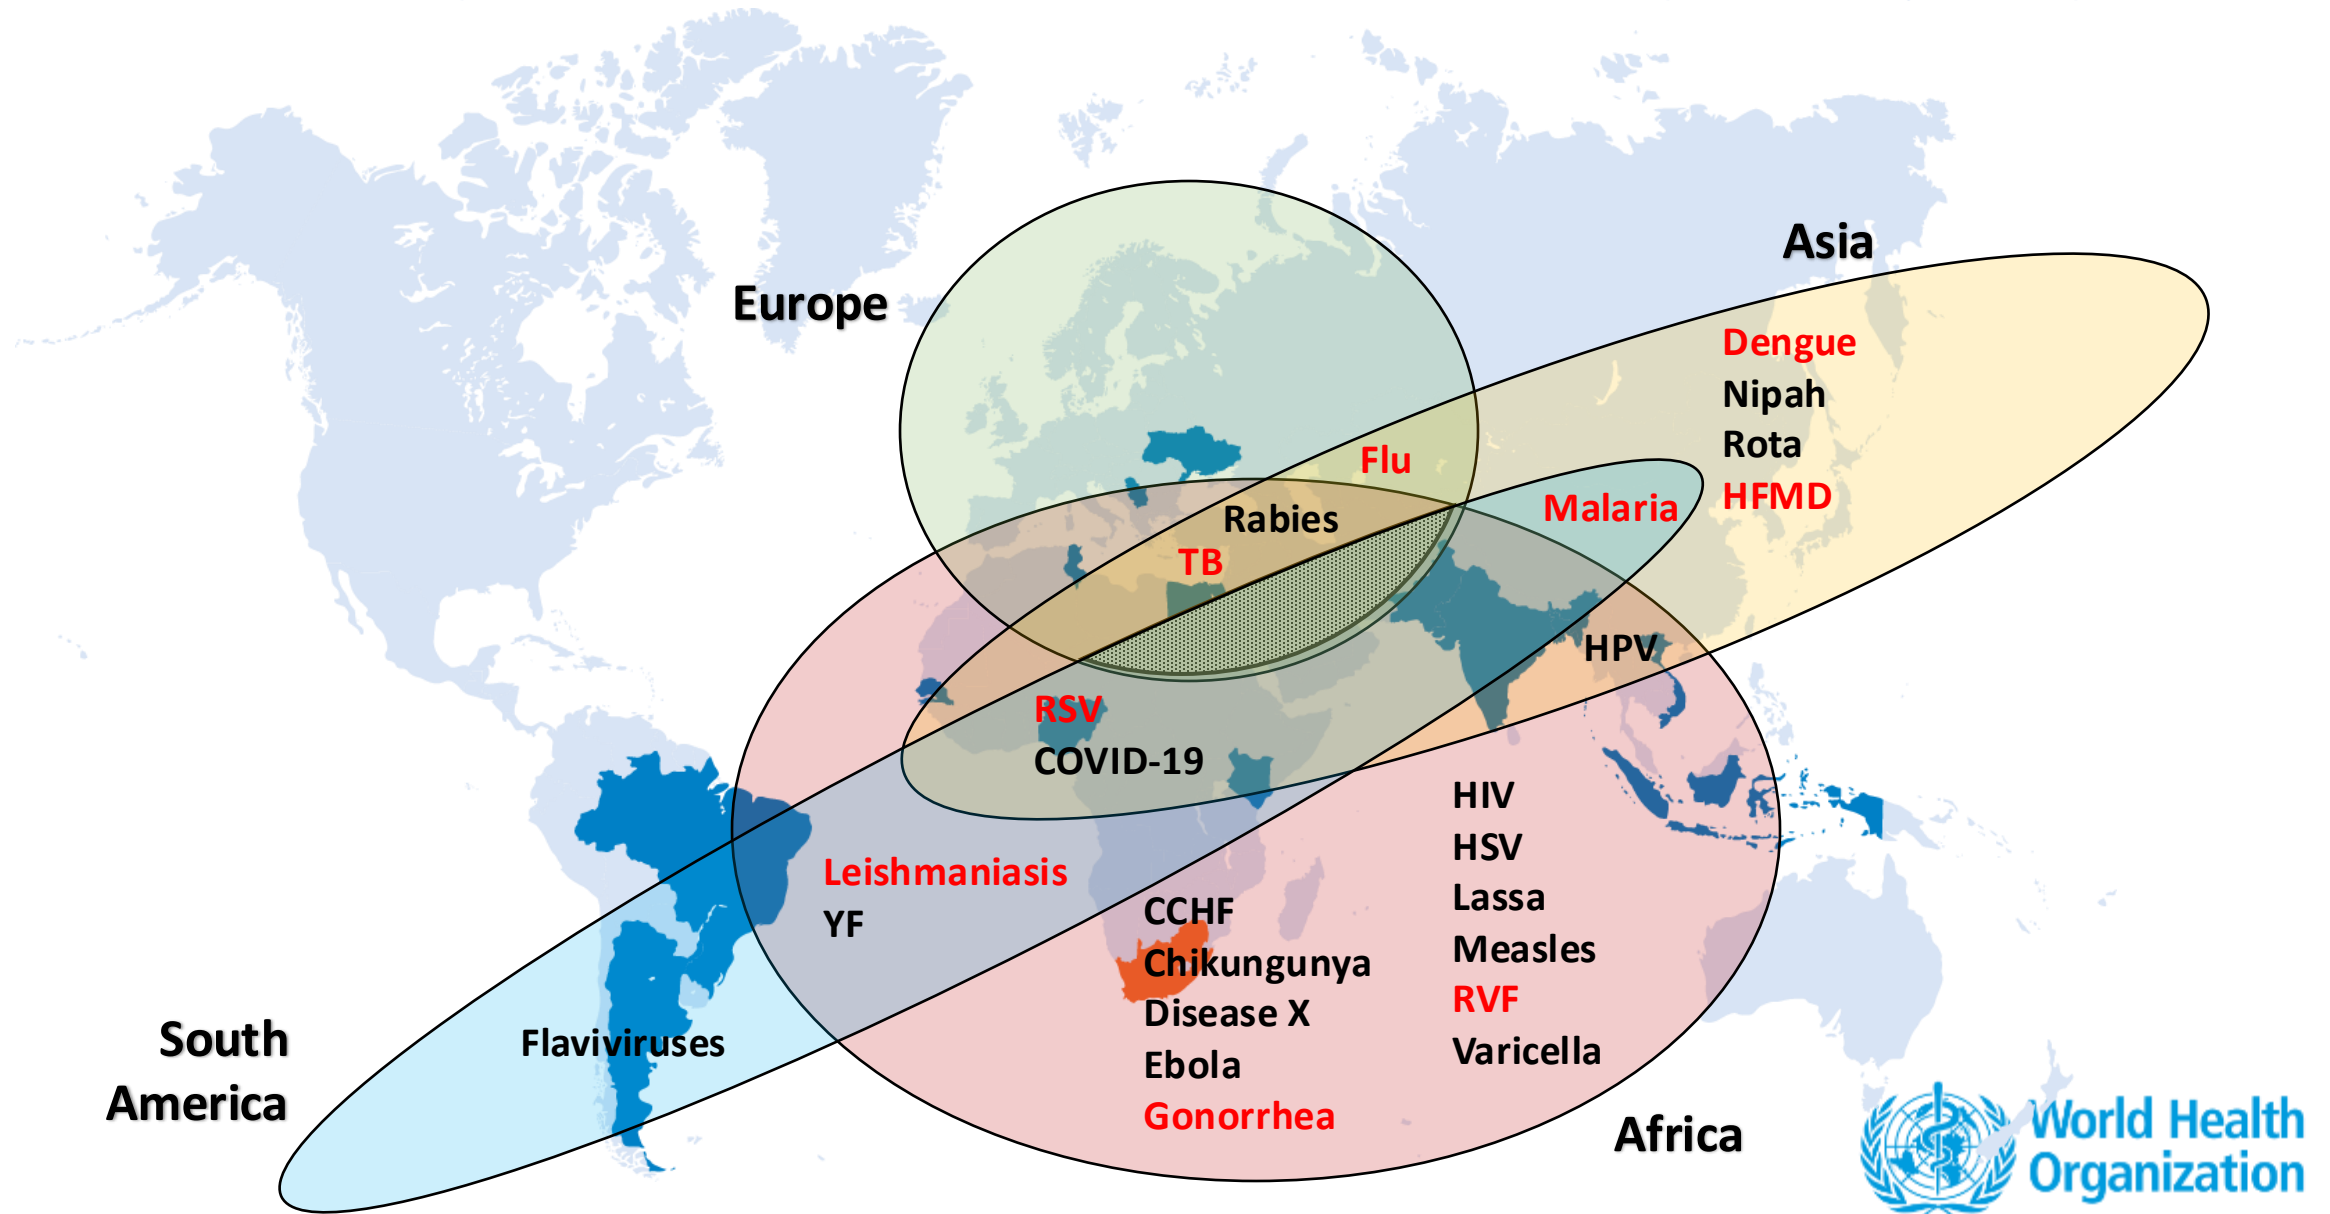 Asia
Europe
Dengue
Nipah
Rota
HFMD
Flu
Malaria
Rabies
TB
HPV
RSV
COVID-19
HIV
HSV
Lassa
Measles
RVF
Varicella
Leishmaniasis
YF
CCHF
Chikungunya
Disease X
Ebola
Gonorrhea
South
America
Flaviviruses
Africa
World Health
Organization